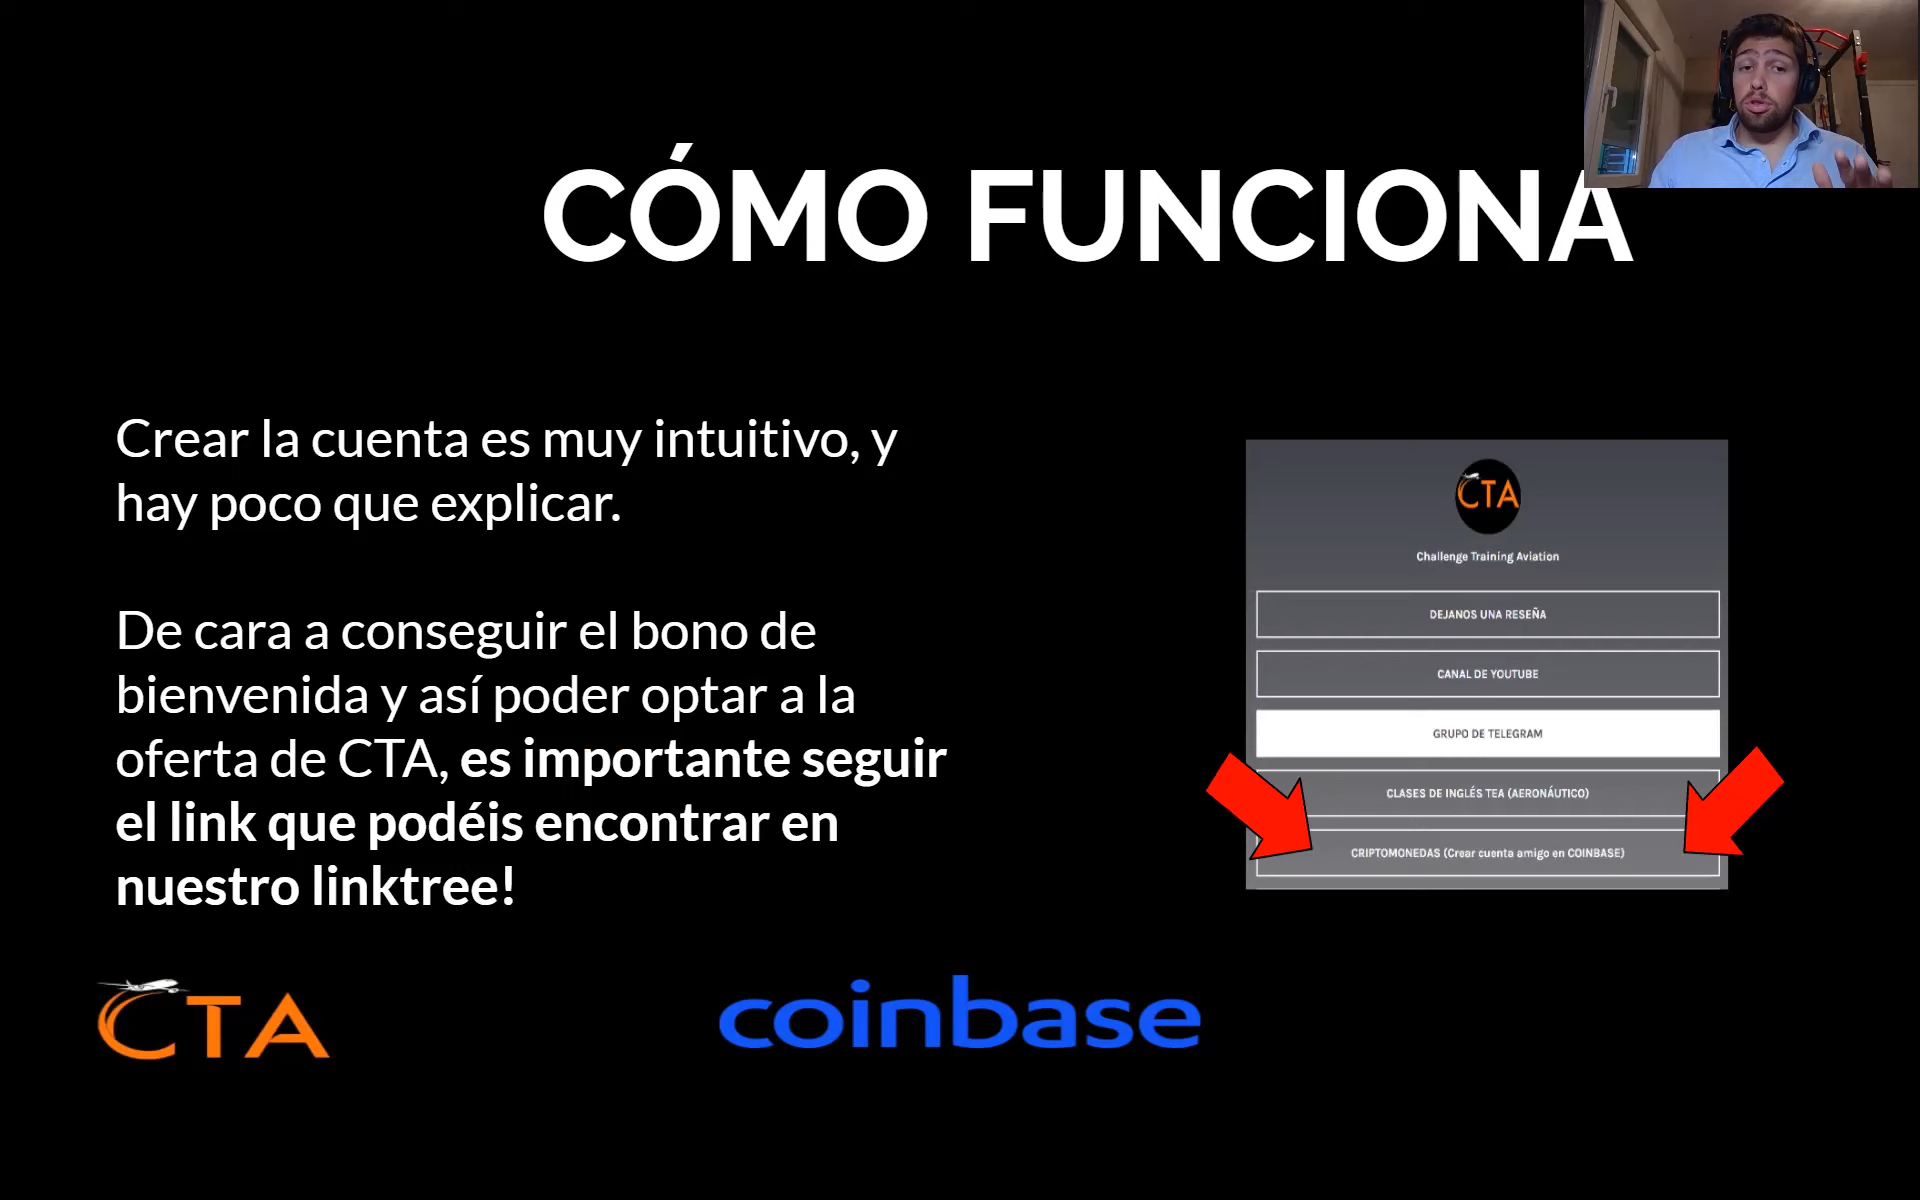 CÓMO FUNCIONA
Crear la cuenta es muy intuitivo, y
hay poco que explicar.
De cara a conseguir el bono de
bienvenida y así poder optar a la
oferta de CTA, es importante seguir
el link que podéis encontrar en
nuestro linktree!
CTA
Challenge Training Aviation
DEJANOS UNA RESEÑA
CANAL DE YOUTUBE
GRUPO DE TELEGRAM
CLASES DE INGLÉS TEA (AERONÁUTICO)
CRIPTOMONEDAS (Crear cuenta amigo en COINBASE)
CTA
coinbase